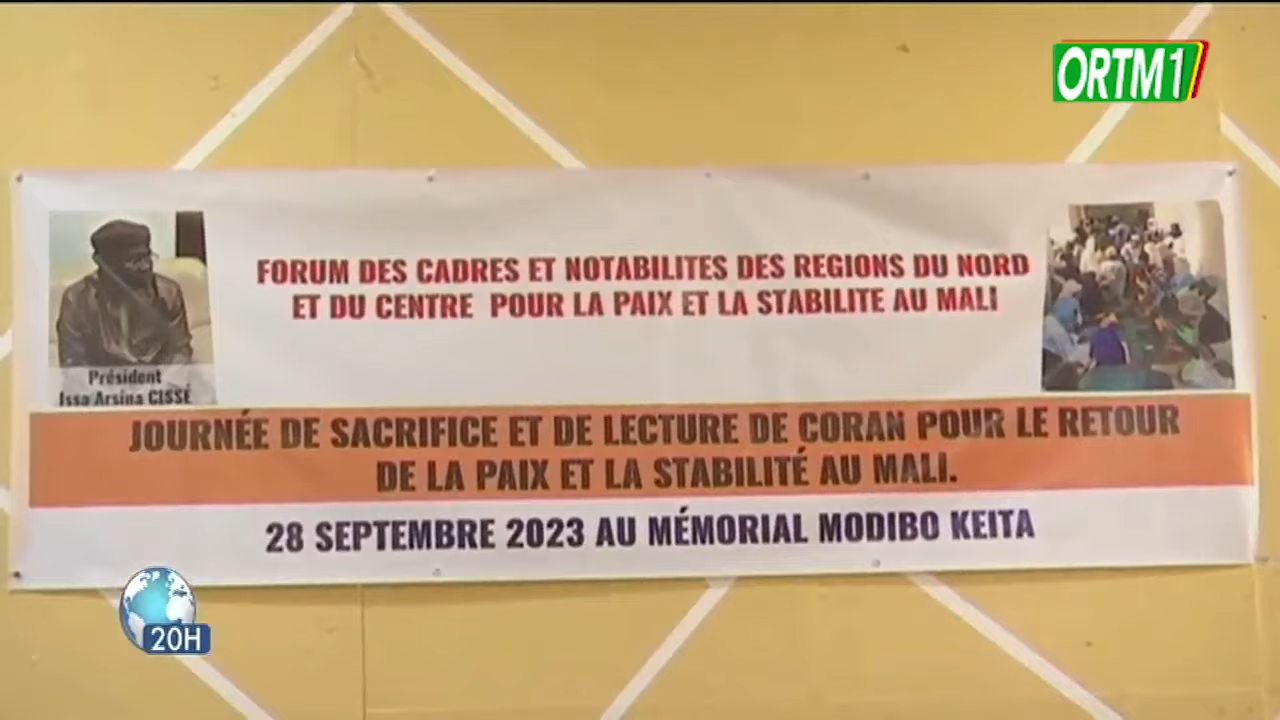 ORTM1
FORUM DES CADRES ET NOTABILITES DES REGIONS DU NORD
ET DU CENTRE POUR LA PAIX ET LA STABILITE AU MALI
Président
Issa Arsina CISSÉ
JOURNÉE DE SACRIFICE ET DE LECTURE DE CORAN POUR LE RETOUR
DE LA PAIX ET LA STABILITÉ AU MALI.
28 SEPTEMBRE 2023 AU MÉMORIAL MODIBO KEITA
20H